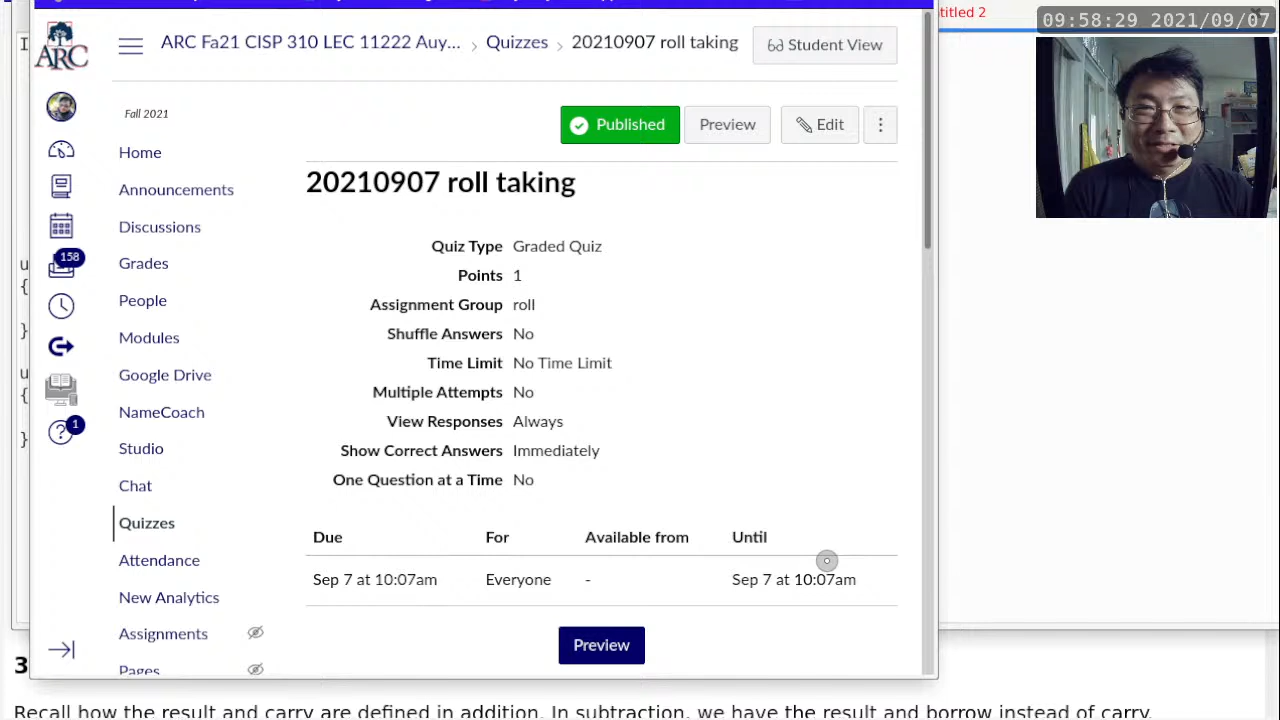 ntitled 2
09:58:29 2021/09/07
ARC
ARC Fa21 CISP 310 LEC 11222 Auy... > Quizzes > 20210907 roll taking
Student View
Fall 2021
Published
Preview
Edit
Home
Announcements
Discussions
158
Grades
People
Modules
Google Drive
NameCoach
1
Studio
Chat
Quizzes
Attendance
New Analytics
Assignments
Pages
20210907 roll taking
Quiz Type Graded Quiz
Points 1
Assignment Group roll
Shuffle Answers No
Time Limit No Time Limit
Multiple Attempts No
View Responses Always
Show Correct Answers Immediately
One Question at a Time No
Due For Available from Until
Sep 7 at 10:07am Everyone - Sep 7 at 10:07am
Preview
I
u
{
}
u
{
}
3
Recall how the result and carry are defined in addition. In subtraction, we have the result and borrow instead of carry.